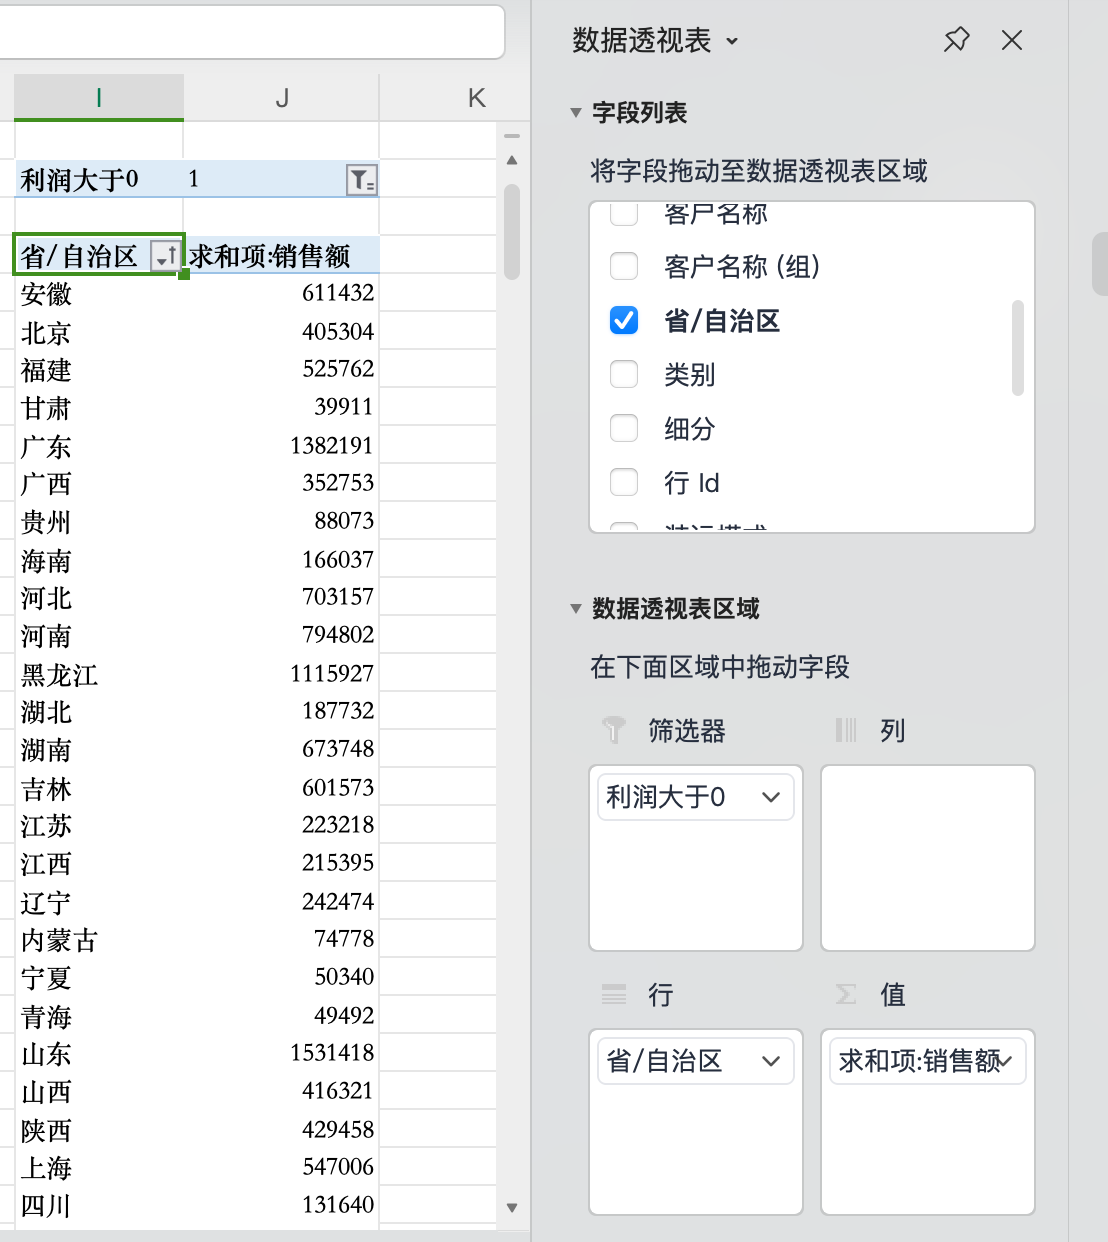 I J K
利润大于0 1
省/自治区 求和项:销售额
安徽 611432
北京 405304
福建 525762
甘肃 39911
广东 1382191
广西 352753
贵州 88073
海南 166037
河北 703157
河南 794802
黑龙江 1115927
湖北 187732
湖南 673748
吉林 601573
江苏 223218
江西 215395
辽宁 242474
内蒙古 74778
宁夏 50340
青海 49492
山东 1531418
山西 416321
陕西 429458
上海 547006
四川 131640
数据透视表
字段列表
将字段拖动至数据透视表区域
客户名称
客户名称 (组)
省/自治区
类别
细分
行 Id
数据透视表区域
在下面区域中拖动字段
筛选器 列
利润大于0
行 值
省/自治区 求和项:销售额